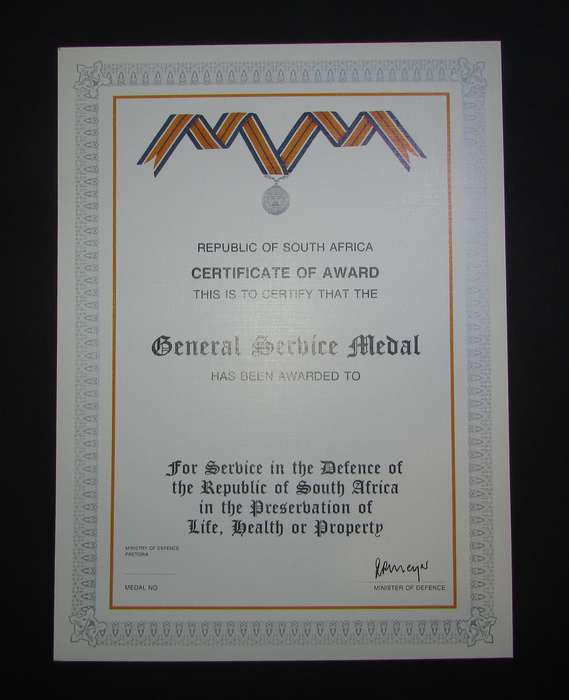 REPUBLIC OF SOUTH AFRICA
CERTIFICATE OF AWARD
THIS IS TO CERTIFY THAT THE
General Service Medal
HAS BEEN AWARDED TO
For Service in the Defence of
the Republic of South Africa
in the Preservation of
Life, Health or Property
MINISTRY OF DEFENCE
PRETORIA
MEDAL NO
MINISTER OF DEFENCE